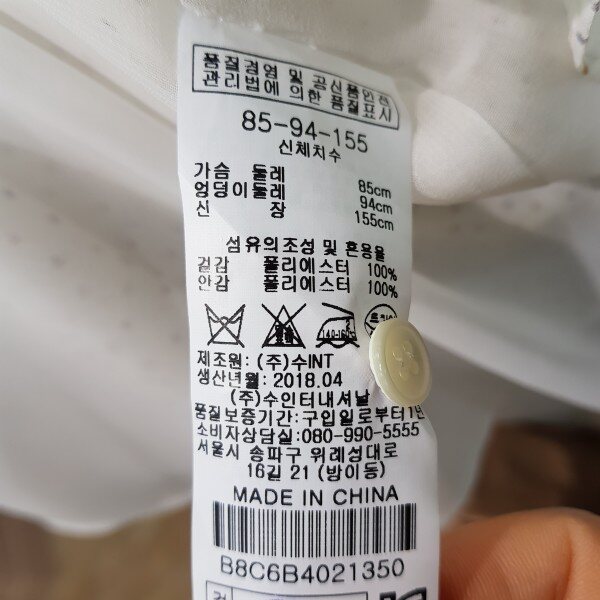 품질경영 및 공산품안전
관리법에 의한 품질표시
85-94-155
신체치수
가슴 둘레 85cm
엉덩이둘레 94cm
신 장 155cm
섬유의조성 및 혼용율
겉감 폴리에스터 100%
안감 폴리에스터 100%
제조원: (주)수INT
생산년월: 2018.04
(주)수인터내셔날
품질보증기간:구입일로부터1년
소비자상담실:080-990-5555
서울시 송파구 위례성대로
16길 21 (방이동)
MADE IN CHINA
B8C6B4021350